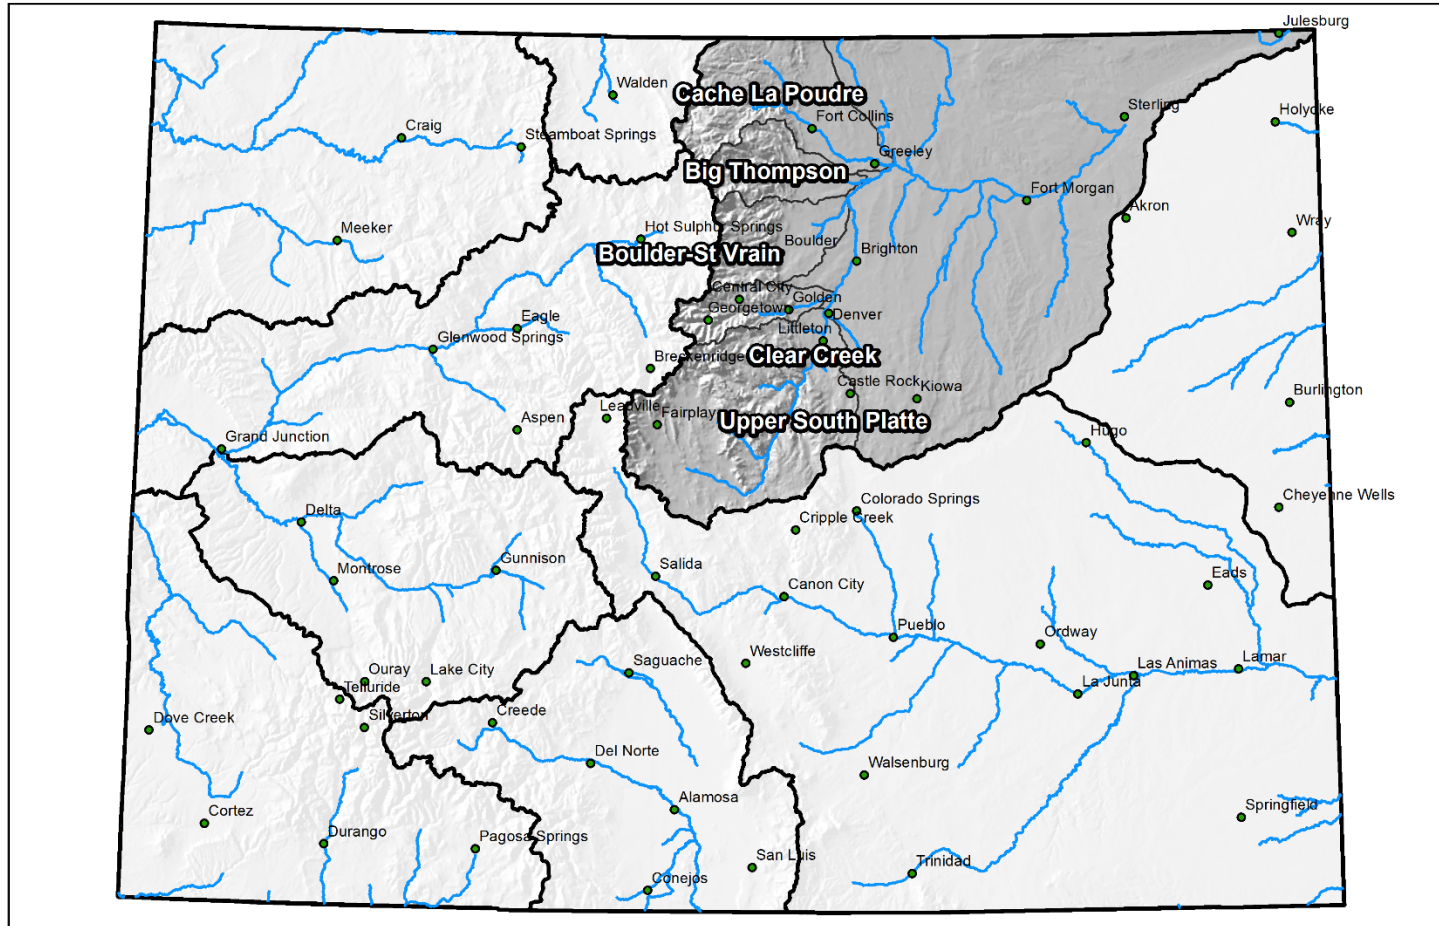 Julesburg
Walden
Cache La Poudre
Sterling
Holyoke
Craig
Fort Collins
Steamboat Springs
Greeley
Big Thompson
Fort Morgan
Akron
Wray
Meeker
Hot Sulphur Springs
Boulder
Brighton
Boulder-St Vrain
Central City
Golden
Georgetown
Denver
Eagle
Littleton
Glenwood Springs
Clear Creek
Breckenridge
Castle Rock
Kiowa
Burlington
Leadville
Aspen
Fairplay
Upper South Platte
Hugo
Grand Junction
Cheyenne Wells
Colorado Springs
Delta
Cripple Creek
Gunnison
Salida
Montrose
Canon City
Eads
Pueblo
Ordway
Westcliffe
Lamar
Las Animas
Ouray
Lake City
Saguache
La Junta
Telluride
Creede
Silverton
Dove Creek
Del Norte
Walsenburg
Alamosa
Springfield
Cortez
Durango
Pagosa Springs
San Luis
Trinidad
Conejos